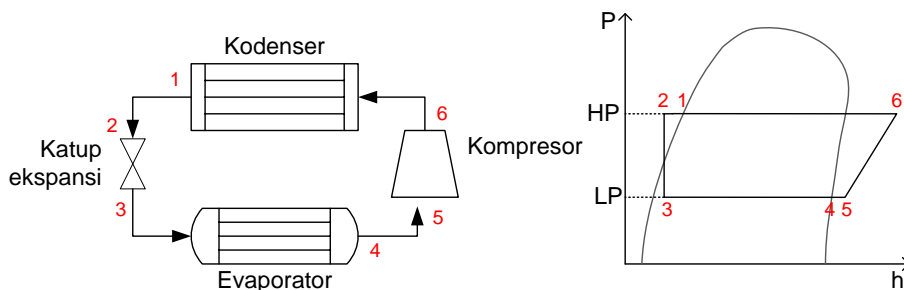 Kodenser
1
6
2
Katup
ekspansi
Kompresor
3
5
4
Evaporator
P
HP
2 1
6
LP
3
4 5
h